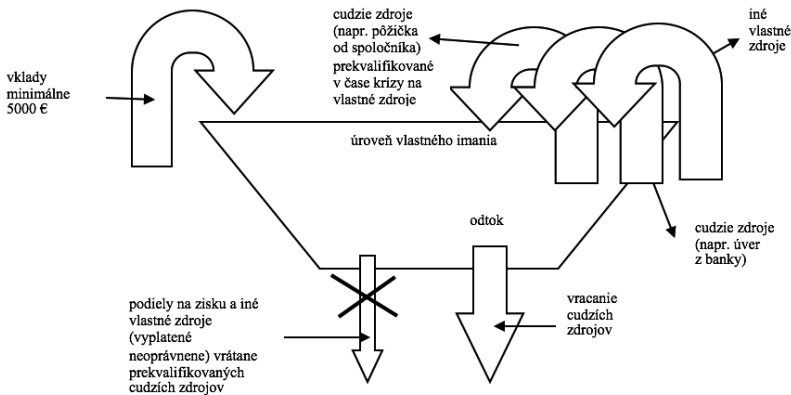 vklady
minimálne
5000 €
cudzie zdroje
(napr. pôžička
od spoločníka)
prekvalifikované
v čase krízy na
vlastné zdroje
iné
vlastné
zdroje
úroveň vlastného imania
odtok
cudzie zdroje
(napr. úver
z banky)
podiely na zisku a iné
vlastné zdroje
(vyplatené
neoprávnene) vrátane
prekvalifikovaných
cudzích zdrojov
vracanie
cudzích
zdrojov